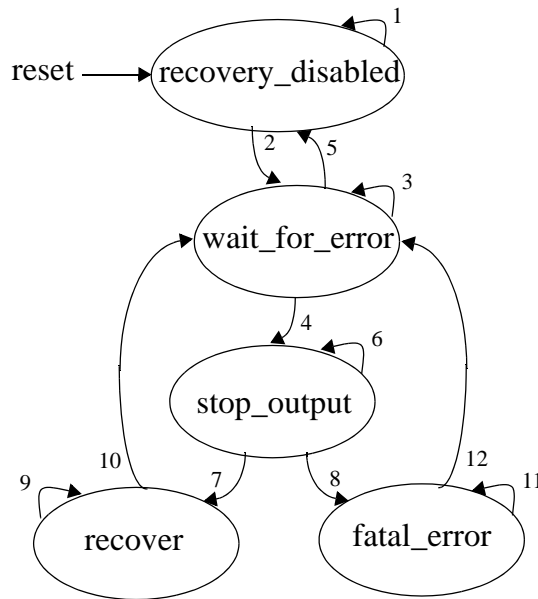 1
reset
recovery_disabled
2
5
3
wait_for_error
4
6
stop_output
10
7
8
12
9
11
recover
fatal_error